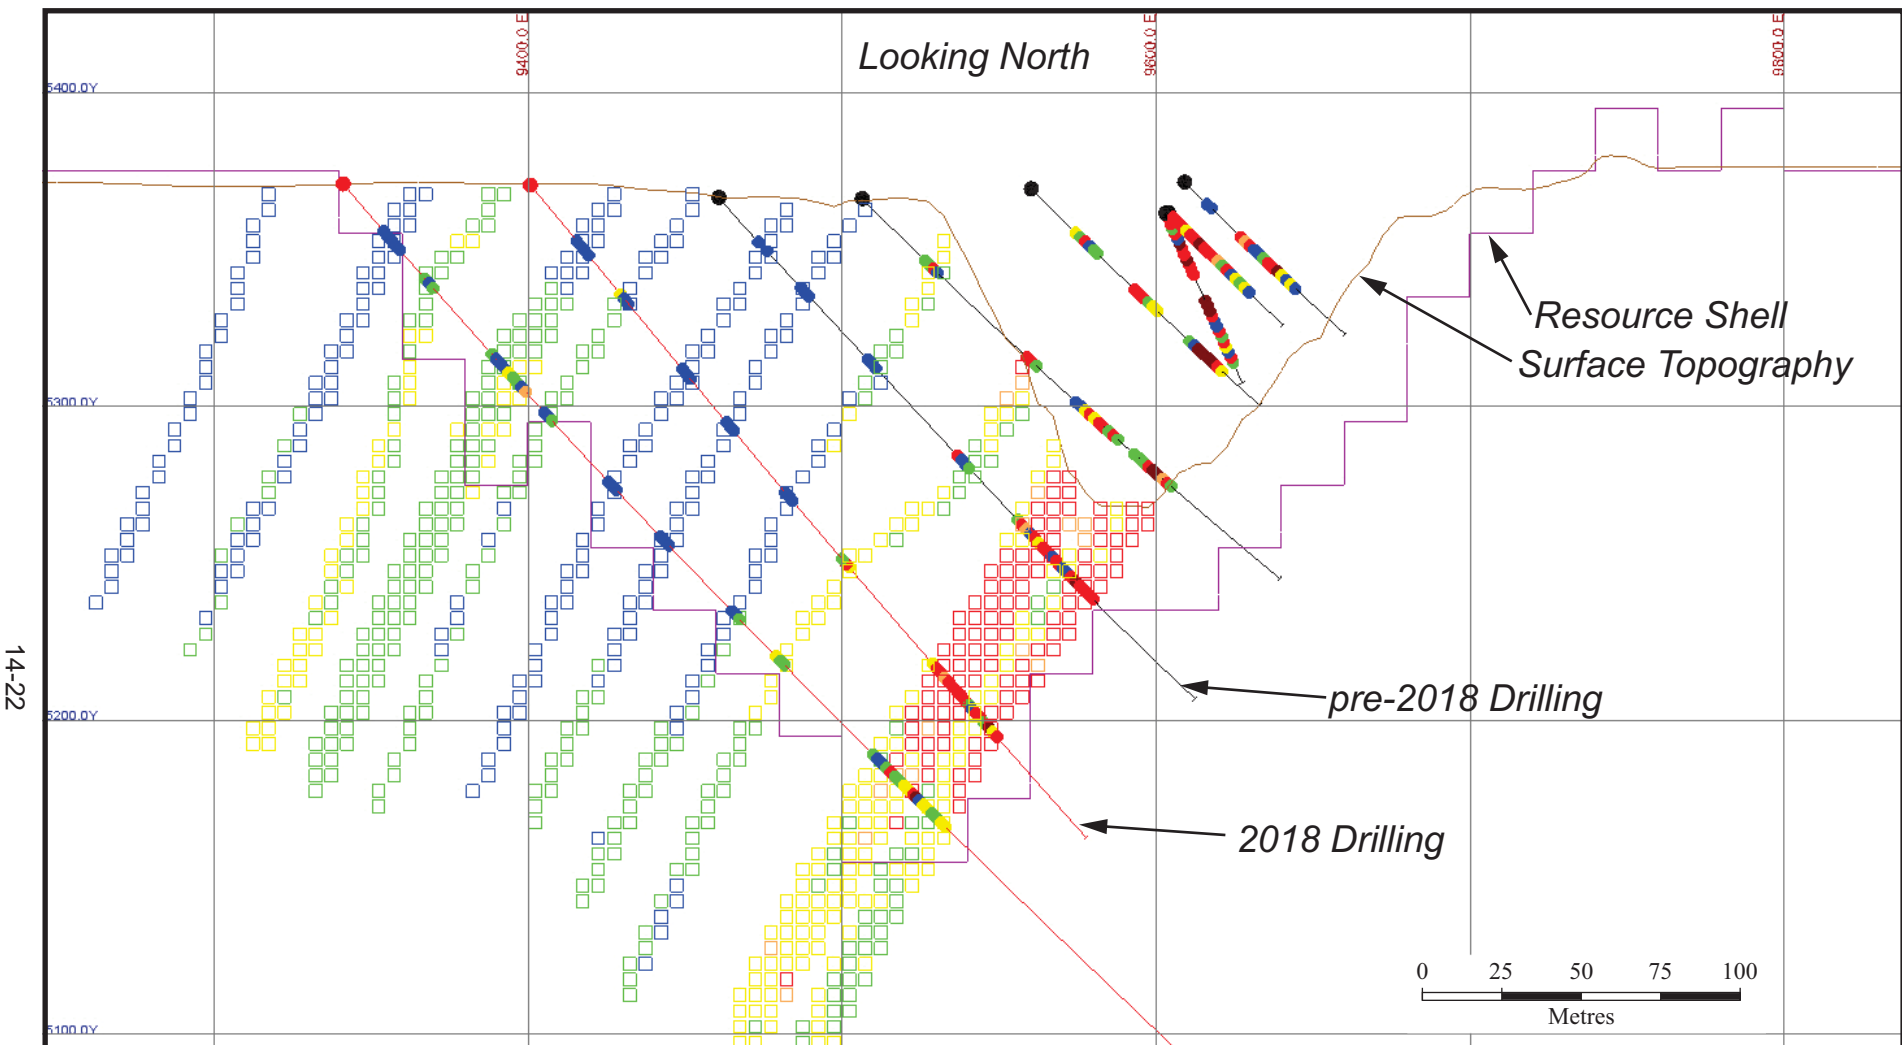 9400.0 E
9600.0 E
9800.0 E
Looking North
5400.0Y
Resource Shell
Surface Topography
5300.0Y
14-22
pre-2018 Drilling
5200.0Y
2018 Drilling
0 25 50 75 100
Metres
5100.0Y